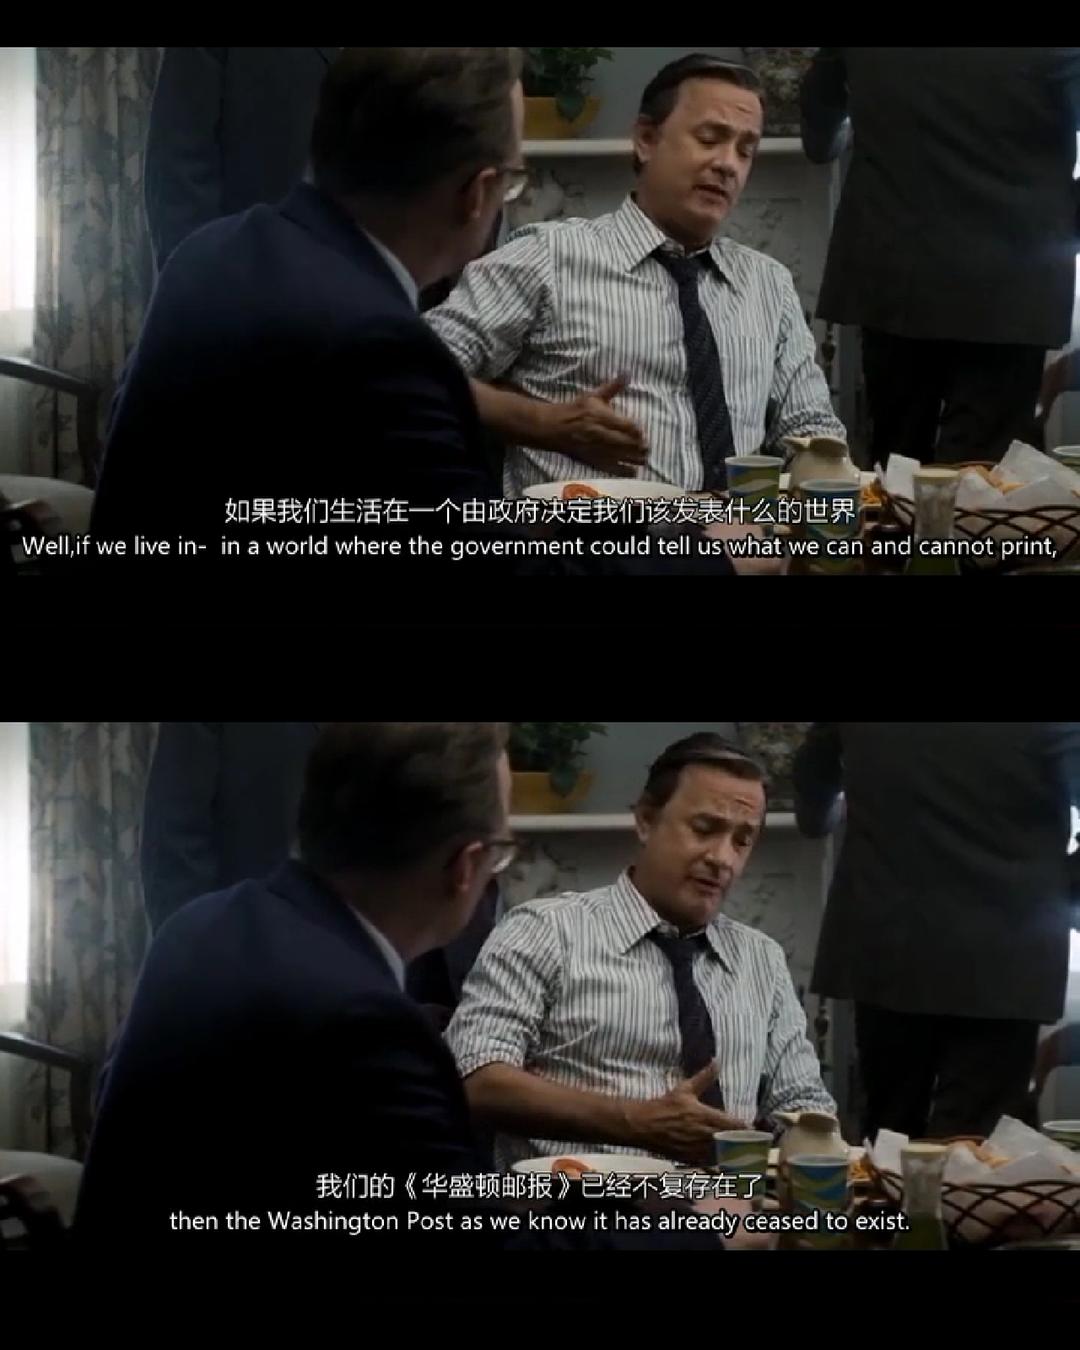 如果我们生活在一个由政府决定我们该发表什么的世界
Well,if we live in- in a world where the government could tell us what we can and cannot print,
我们的《华盛顿邮报》已经不复存在了
then the Washington Post as we know it has already ceased to exist.